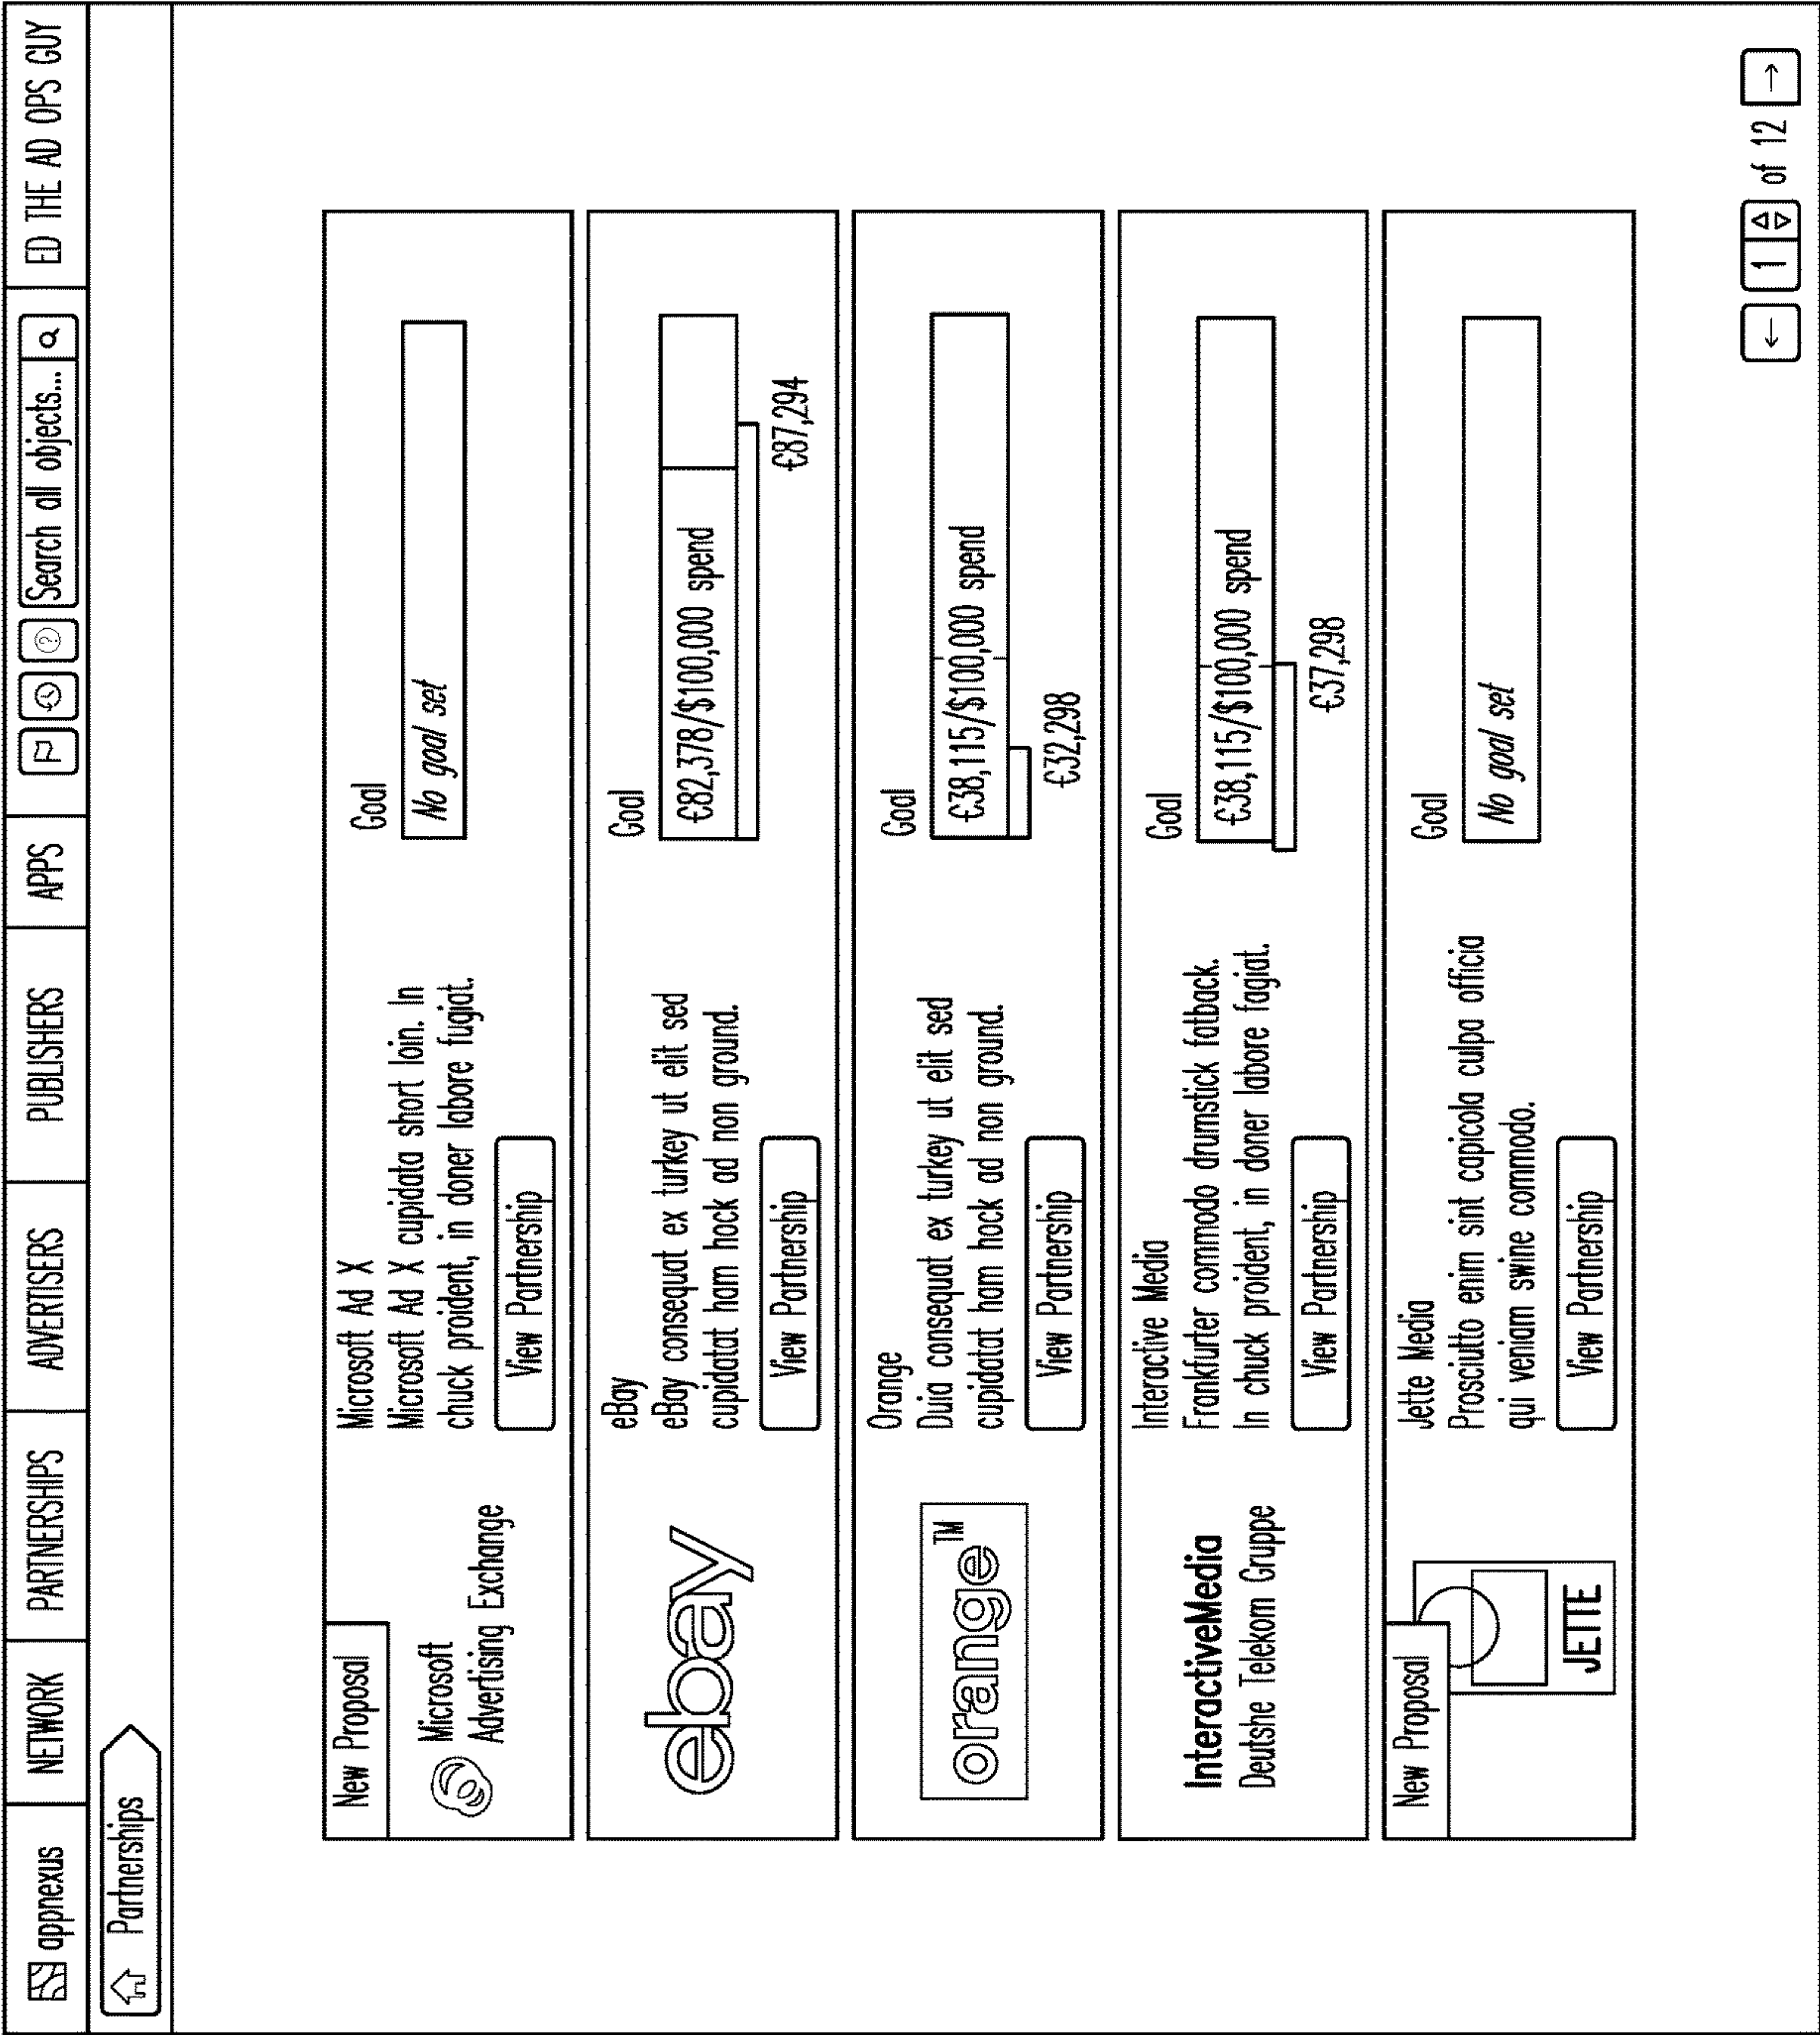 appnexus
NETWORK
PARTNERSHIPS
ADVERTISERS
PUBLISHERS
APPS
Search all objects...
ED THE AD OPS GUY
Partnerships
New Proposal
Microsoft
Advertising Exchange
Microsoft Ad X
Microsoft Ad X cupidata short loin. In
chuck proident, in doner labore fugiat.
View Partnership
Goal
No goal set
ebay
eBay
eBay consequat ex turkey ut elit sed
cupidatat ham hock ad non ground.
View Partnership
Goal
€82,378/$100,000 spend
€87,294
orange™
Orange
Duia consequat ex turkey ut elit sed
cupidatat ham hock ad non ground.
View Partnership
Goal
€38,115/$100,000 spend
€32,298
InteractiveMedia
Deutshe Telekom Gruppe
Interactive Media
Frankfurter commodo drumstick fatback.
In chuck proident, in doner labore fagiat.
View Partnership
Goal
€38,115/$100,000 spend
€37,298
New Proposal
JETTE
Jette Media
Prosciutto enim sint capicola culpa officia
qui veniam swine commodo.
View Partnership
Goal
No goal set
← 1 of 12 →